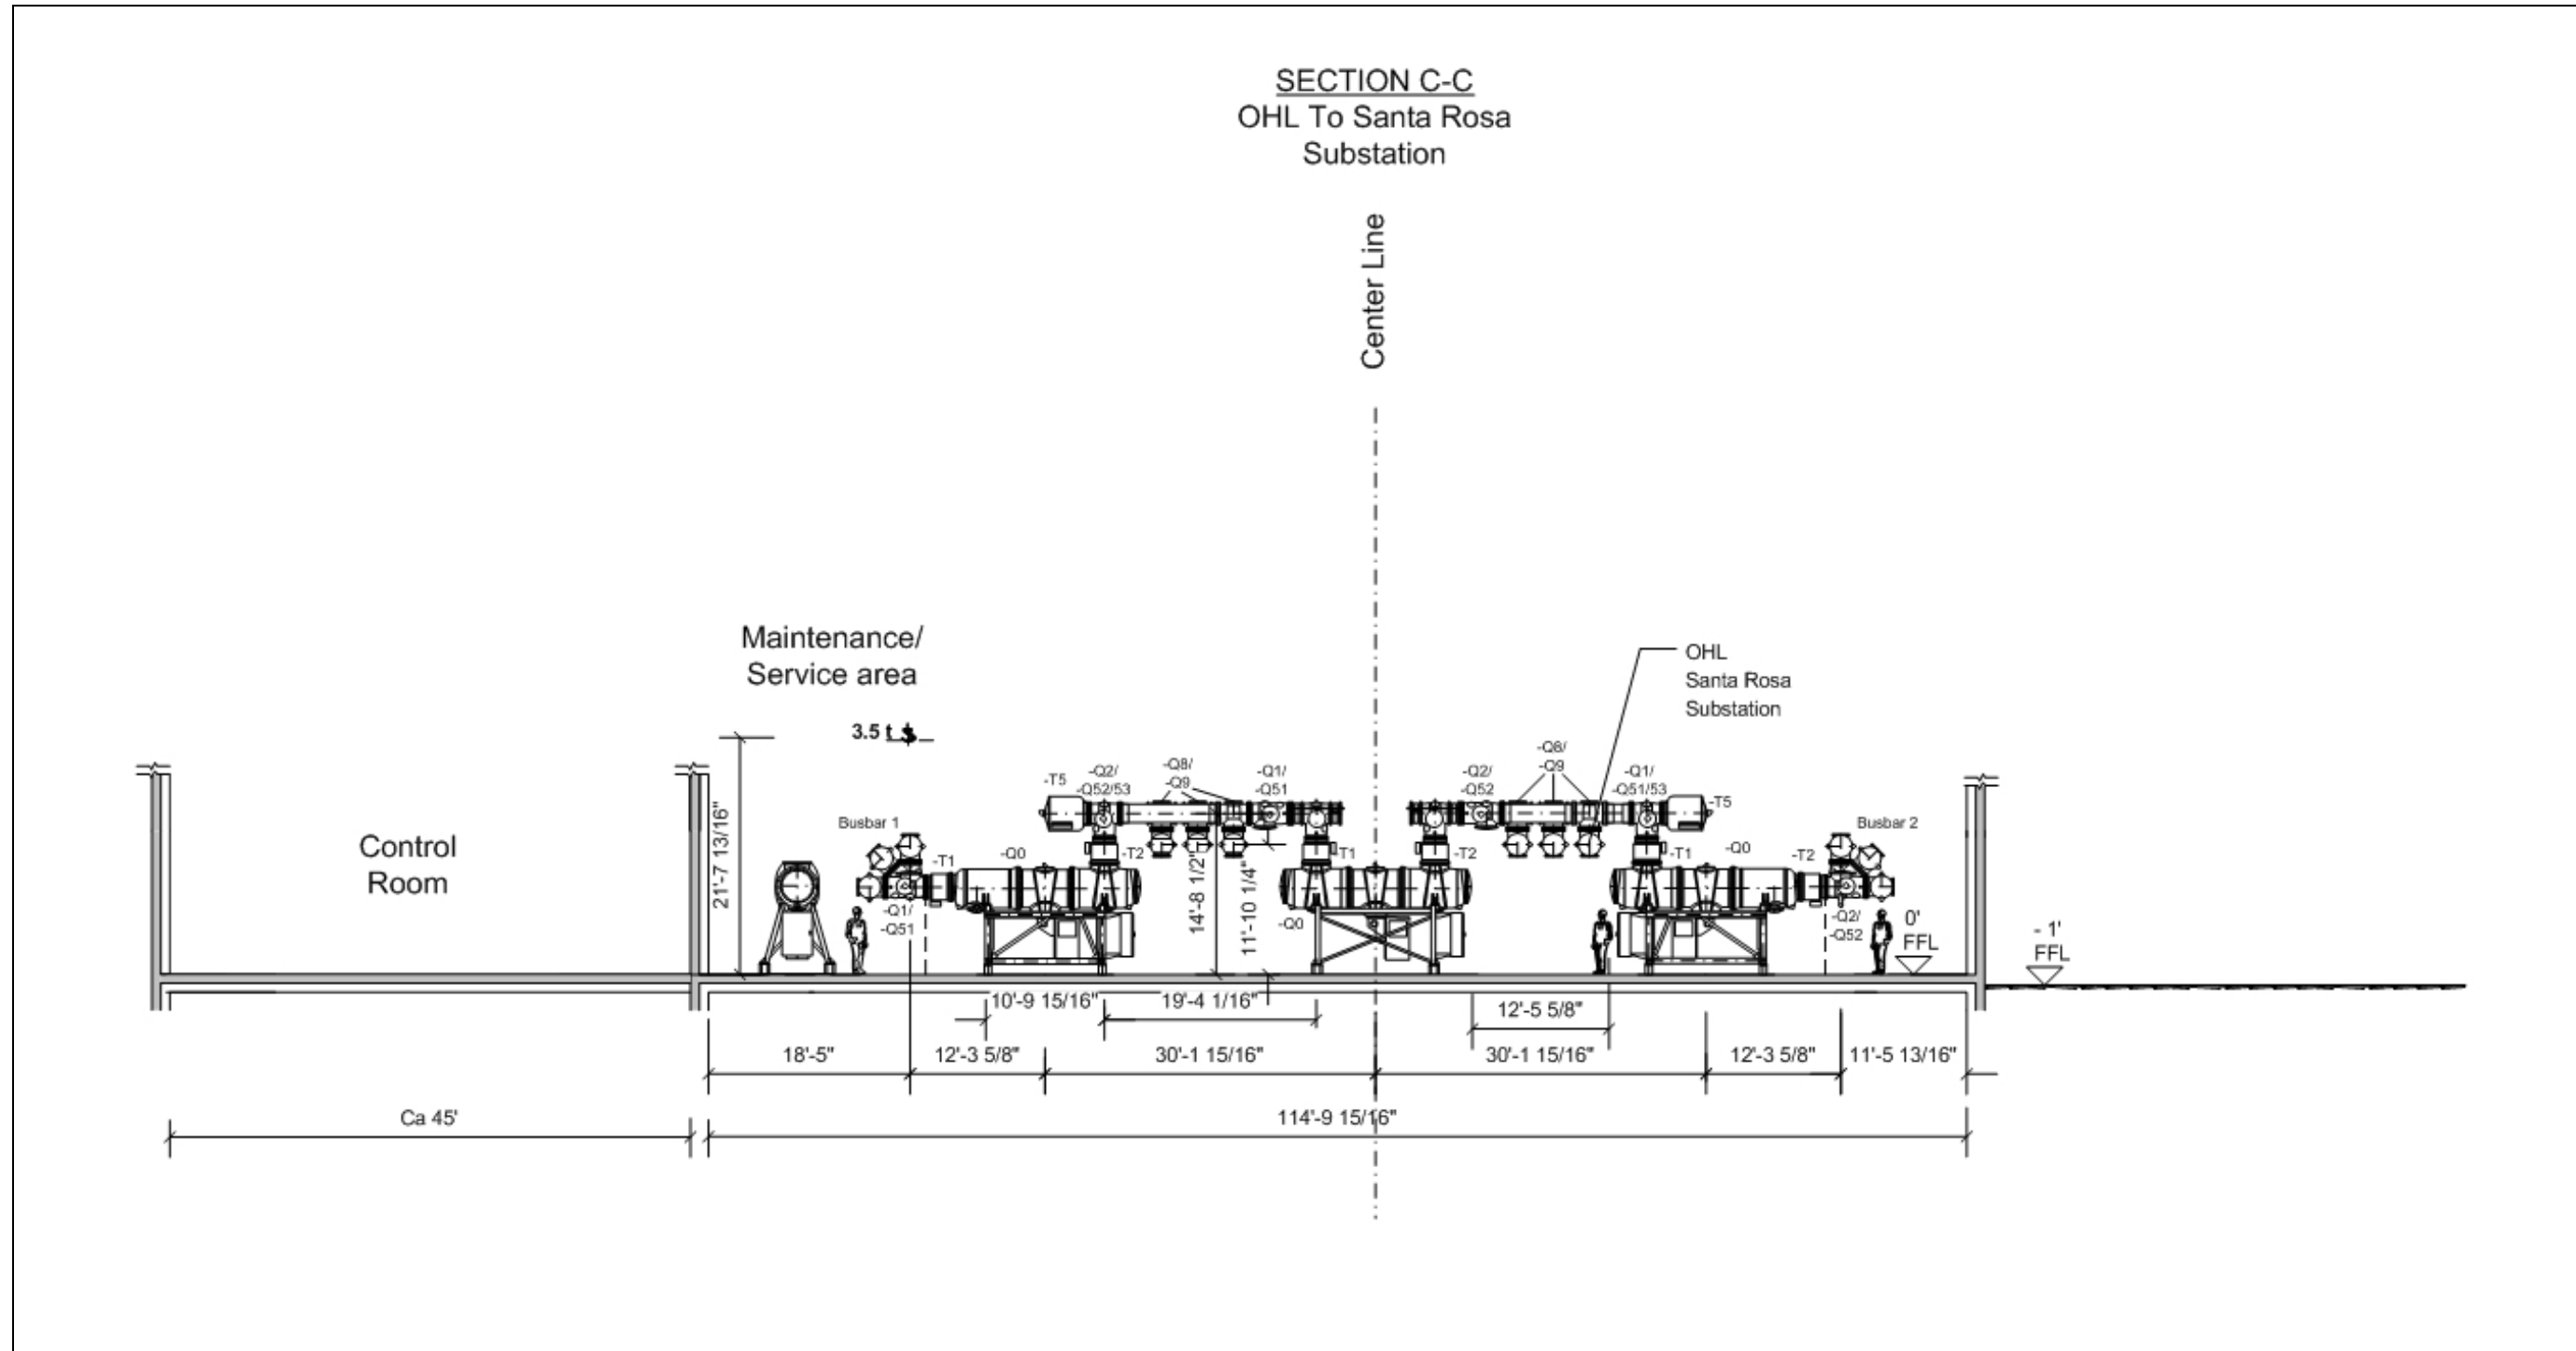 SECTION C-C
OHL To Santa Rosa
Substation
Center Line
Maintenance/
Service area
3.5 t
OHL
Santa Rosa
Substation
Control
Room
21'-7 13/16"
Busbar 1
-Q1/
-Q51
-T1
-Q0
-T5
-Q2/
-Q52/53
-T2
-Q8/
-Q9
-Q1/
-Q51
14'-8 1/2"
11'-10 1/4"
-T1
-Q0
-T2
-Q2/
-Q52
-Q8/
-Q9
-Q1/
-Q51/53
-T5
-T1
-Q0
-T2
Busbar 2
-Q2/
-Q52
0'
FFL
- 1'
FFL
10'-9 15/16"
19'-4 1/16"
12'-5 5/8"
18'-5"
12'-3 5/8"
30'-1 15/16"
30'-1 15/16"
12'-3 5/8"
11'-5 13/16"
Ca 45'
114'-9 15/16"